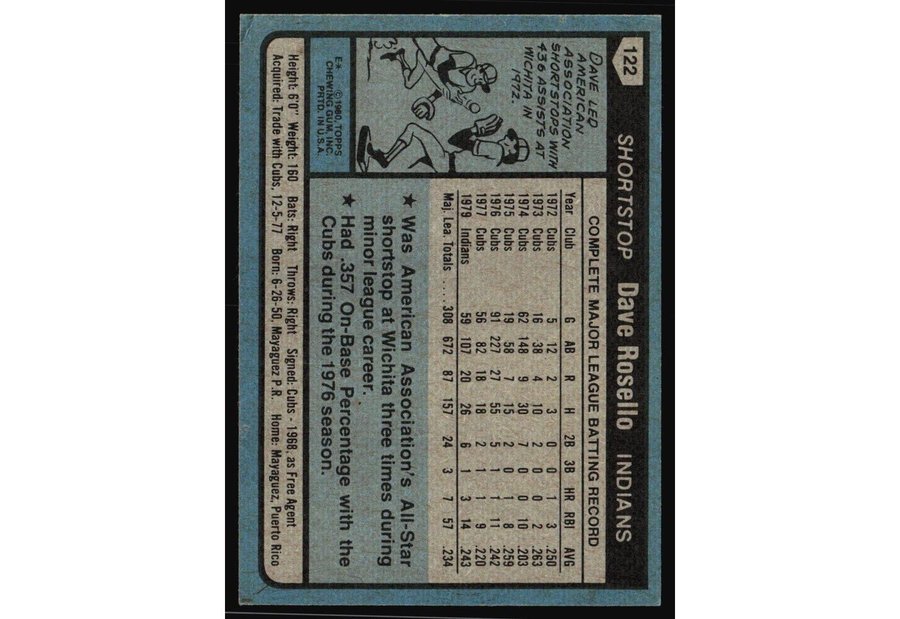 122
SHORTSTOP Dave Rosello INDIANS
DAVE LED
AMERICAN
ASSOCIATION
SHORTSTOPS WITH
436 ASSISTS AT
WICHITA IN
1972.
E* ©1980, TOPPS
CHEWING GUM, INC.
PRTD. IN U.S.A.
COMPLETE MAJOR LEAGUE BATTING RECORD
Year Club G AB R H 2B 3B HR RBI AVG
1972 Cubs 5 12 2 3 0 0 1 3 .250
1973 Cubs 16 38 4 10 2 0 0 2 .263
1974 Cubs 62 148 9 30 7 0 0 10 .203
1975 Cubs 19 58 7 15 2 0 1 8 .259
1976 Cubs 91 227 27 55 5 1 1 11 .242
1977 Cubs 56 82 18 18 2 1 1 9 .220
1979 Indians 59 107 20 26 6 1 3 14 .243
Maj. Lea. Totals .... 308 672 87 157 24 3 7 57 .234
★ Was American Association's All-Star
shortstop at Wichita three times during
minor league career.
★ Had .357 On-Base Percentage with the
Cubs during the 1976 season.
Height: 6'0" Weight: 160 Bats: Right Throws: Right Signed: Cubs - 1968, as Free Agent
Acquired: Trade with Cubs, 12-5-77 Born: 6-26-50, Mayaguez P.R. Home: Mayaguez, Puerto Rico